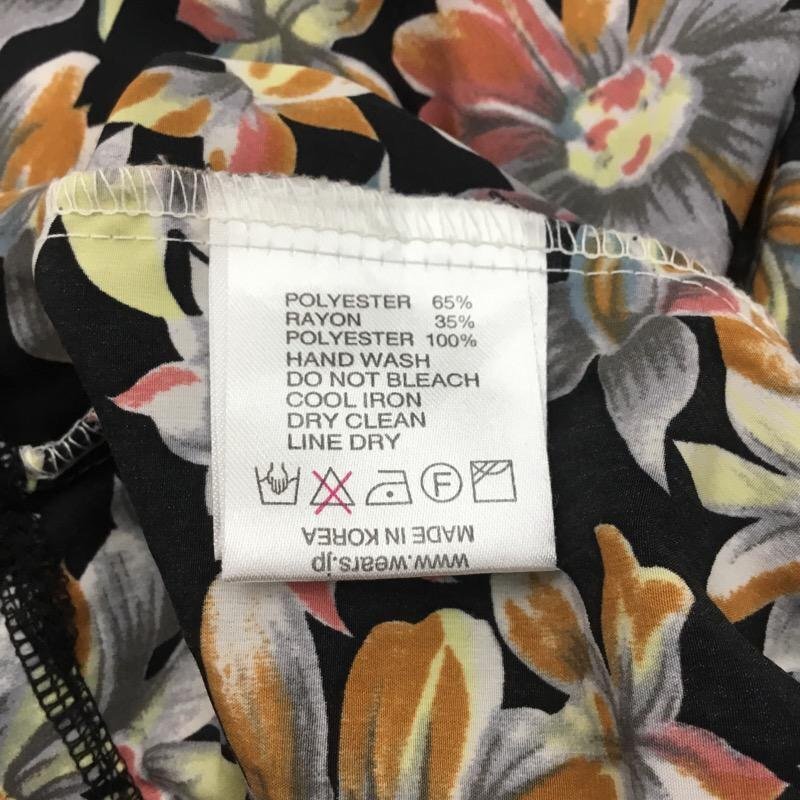 POLYESTER 65%
RAYON 35%
POLYESTER 100%
HAND WASH
DO NOT BLEACH
COOL IRON
DRY CLEAN
LINE DRY
F
MADE IN KOREA
www.wears.jp